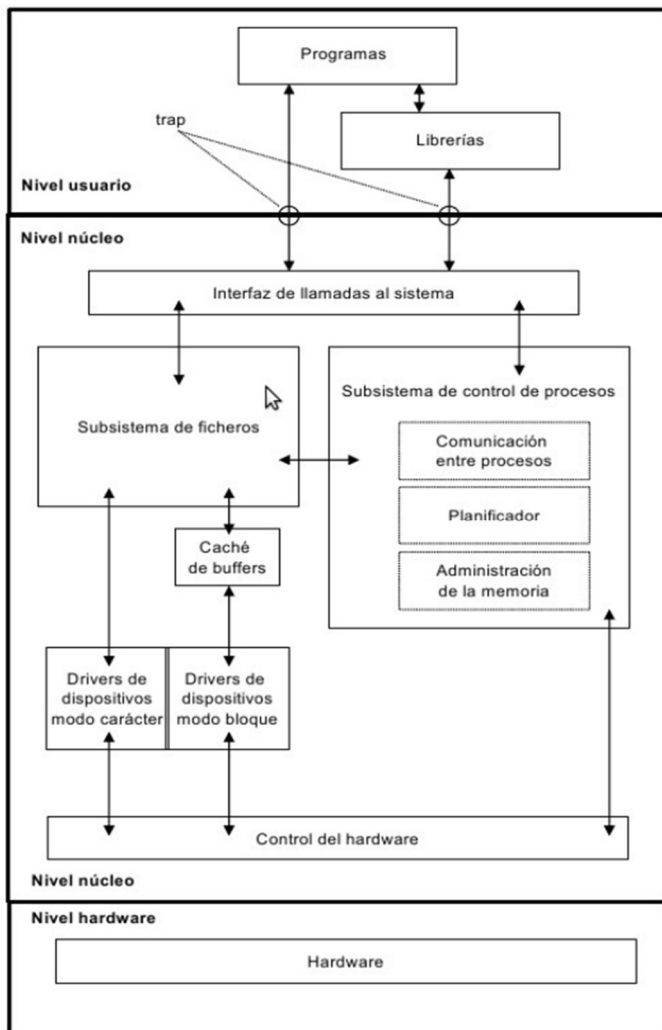 Programas
trap
Librerías
Nivel usuario
Nivel núcleo
Interfaz de llamadas al sistema
Subsistema de ficheros
Subsistema de control de procesos
Comunicación
entre procesos
Planificador
Administración
de la memoria
Caché
de buffers
Drivers de
dispositivos
modo carácter
Drivers de
dispositivos
modo bloque
Control del hardware
Nivel núcleo
Nivel hardware
Hardware